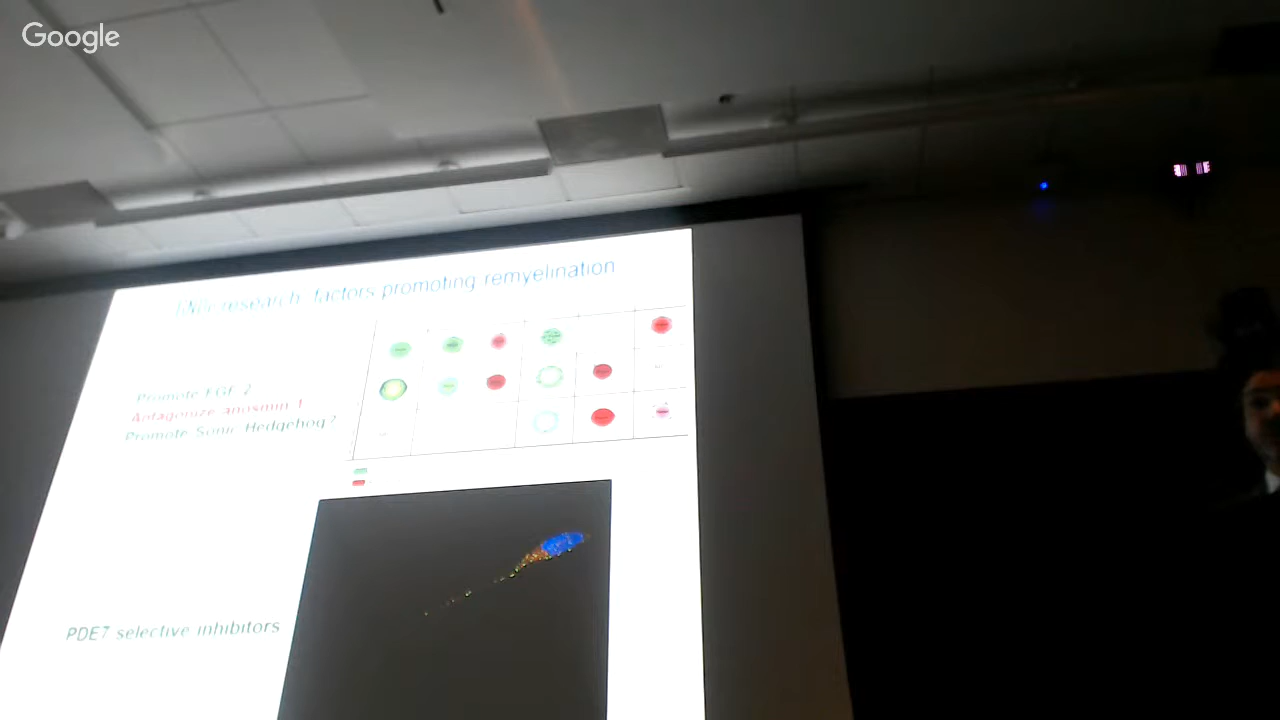 Google
research factors promoting remyelination
Promote FGF-2
Antagonize anosmin 1
Promote Sonic Hedgehog?
PDE7 selective inhibitors